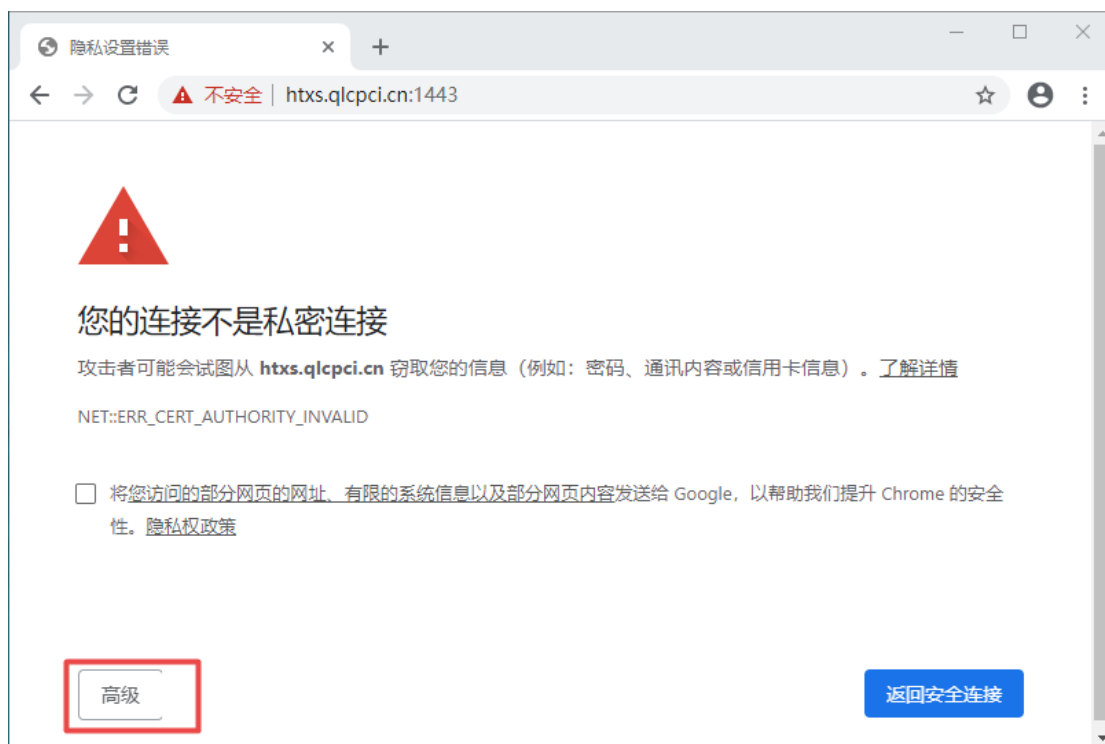 隐私设置错误
不安全 htxs.qlcpci.cn:1443
您的连接不是私密连接
攻击者可能会试图从 htxs.qlcpci.cn 窃取您的信息（例如：密码、通讯内容或信用卡信息）。了解详情
NET::ERR_CERT_AUTHORITY_INVALID
将您访问的部分网页的网址、有限的系统信息以及部分网页内容发送给 Google，以帮助我们提升 Chrome 的安全
性。隐私权政策
高级 返回安全连接